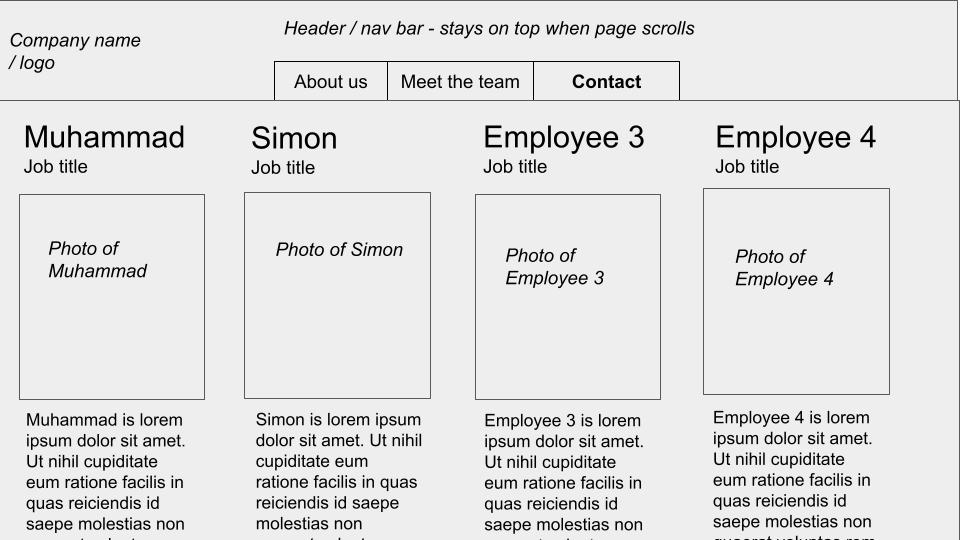 Header / nav bar - stays on top when page scrolls
Company name
/ logo
About us
Meet the team
Contact
Muhammad
Job title
Photo of
Muhammad
Muhammad is lorem
ipsum dolor sit amet.
Ut nihil cupiditate
eum ratione facilis in
quas reiciendis id
saepe molestias non
Simon
Job title
Photo of Simon
Simon is lorem ipsum
dolor sit amet. Ut nihil
cupiditate eum
ratione facilis in quas
reiciendis id saepe
molestias non
Employee 3
Job title
Photo of
Employee 3
Employee 3 is lorem
ipsum dolor sit amet.
Ut nihil cupiditate
eum ratione facilis in
quas reiciendis id
saepe molestias non
Employee 4
Job title
Photo of
Employee 4
Employee 4 is lorem
ipsum dolor sit amet.
Ut nihil cupiditate
eum ratione facilis in
quas reiciendis id
saepe molestias non